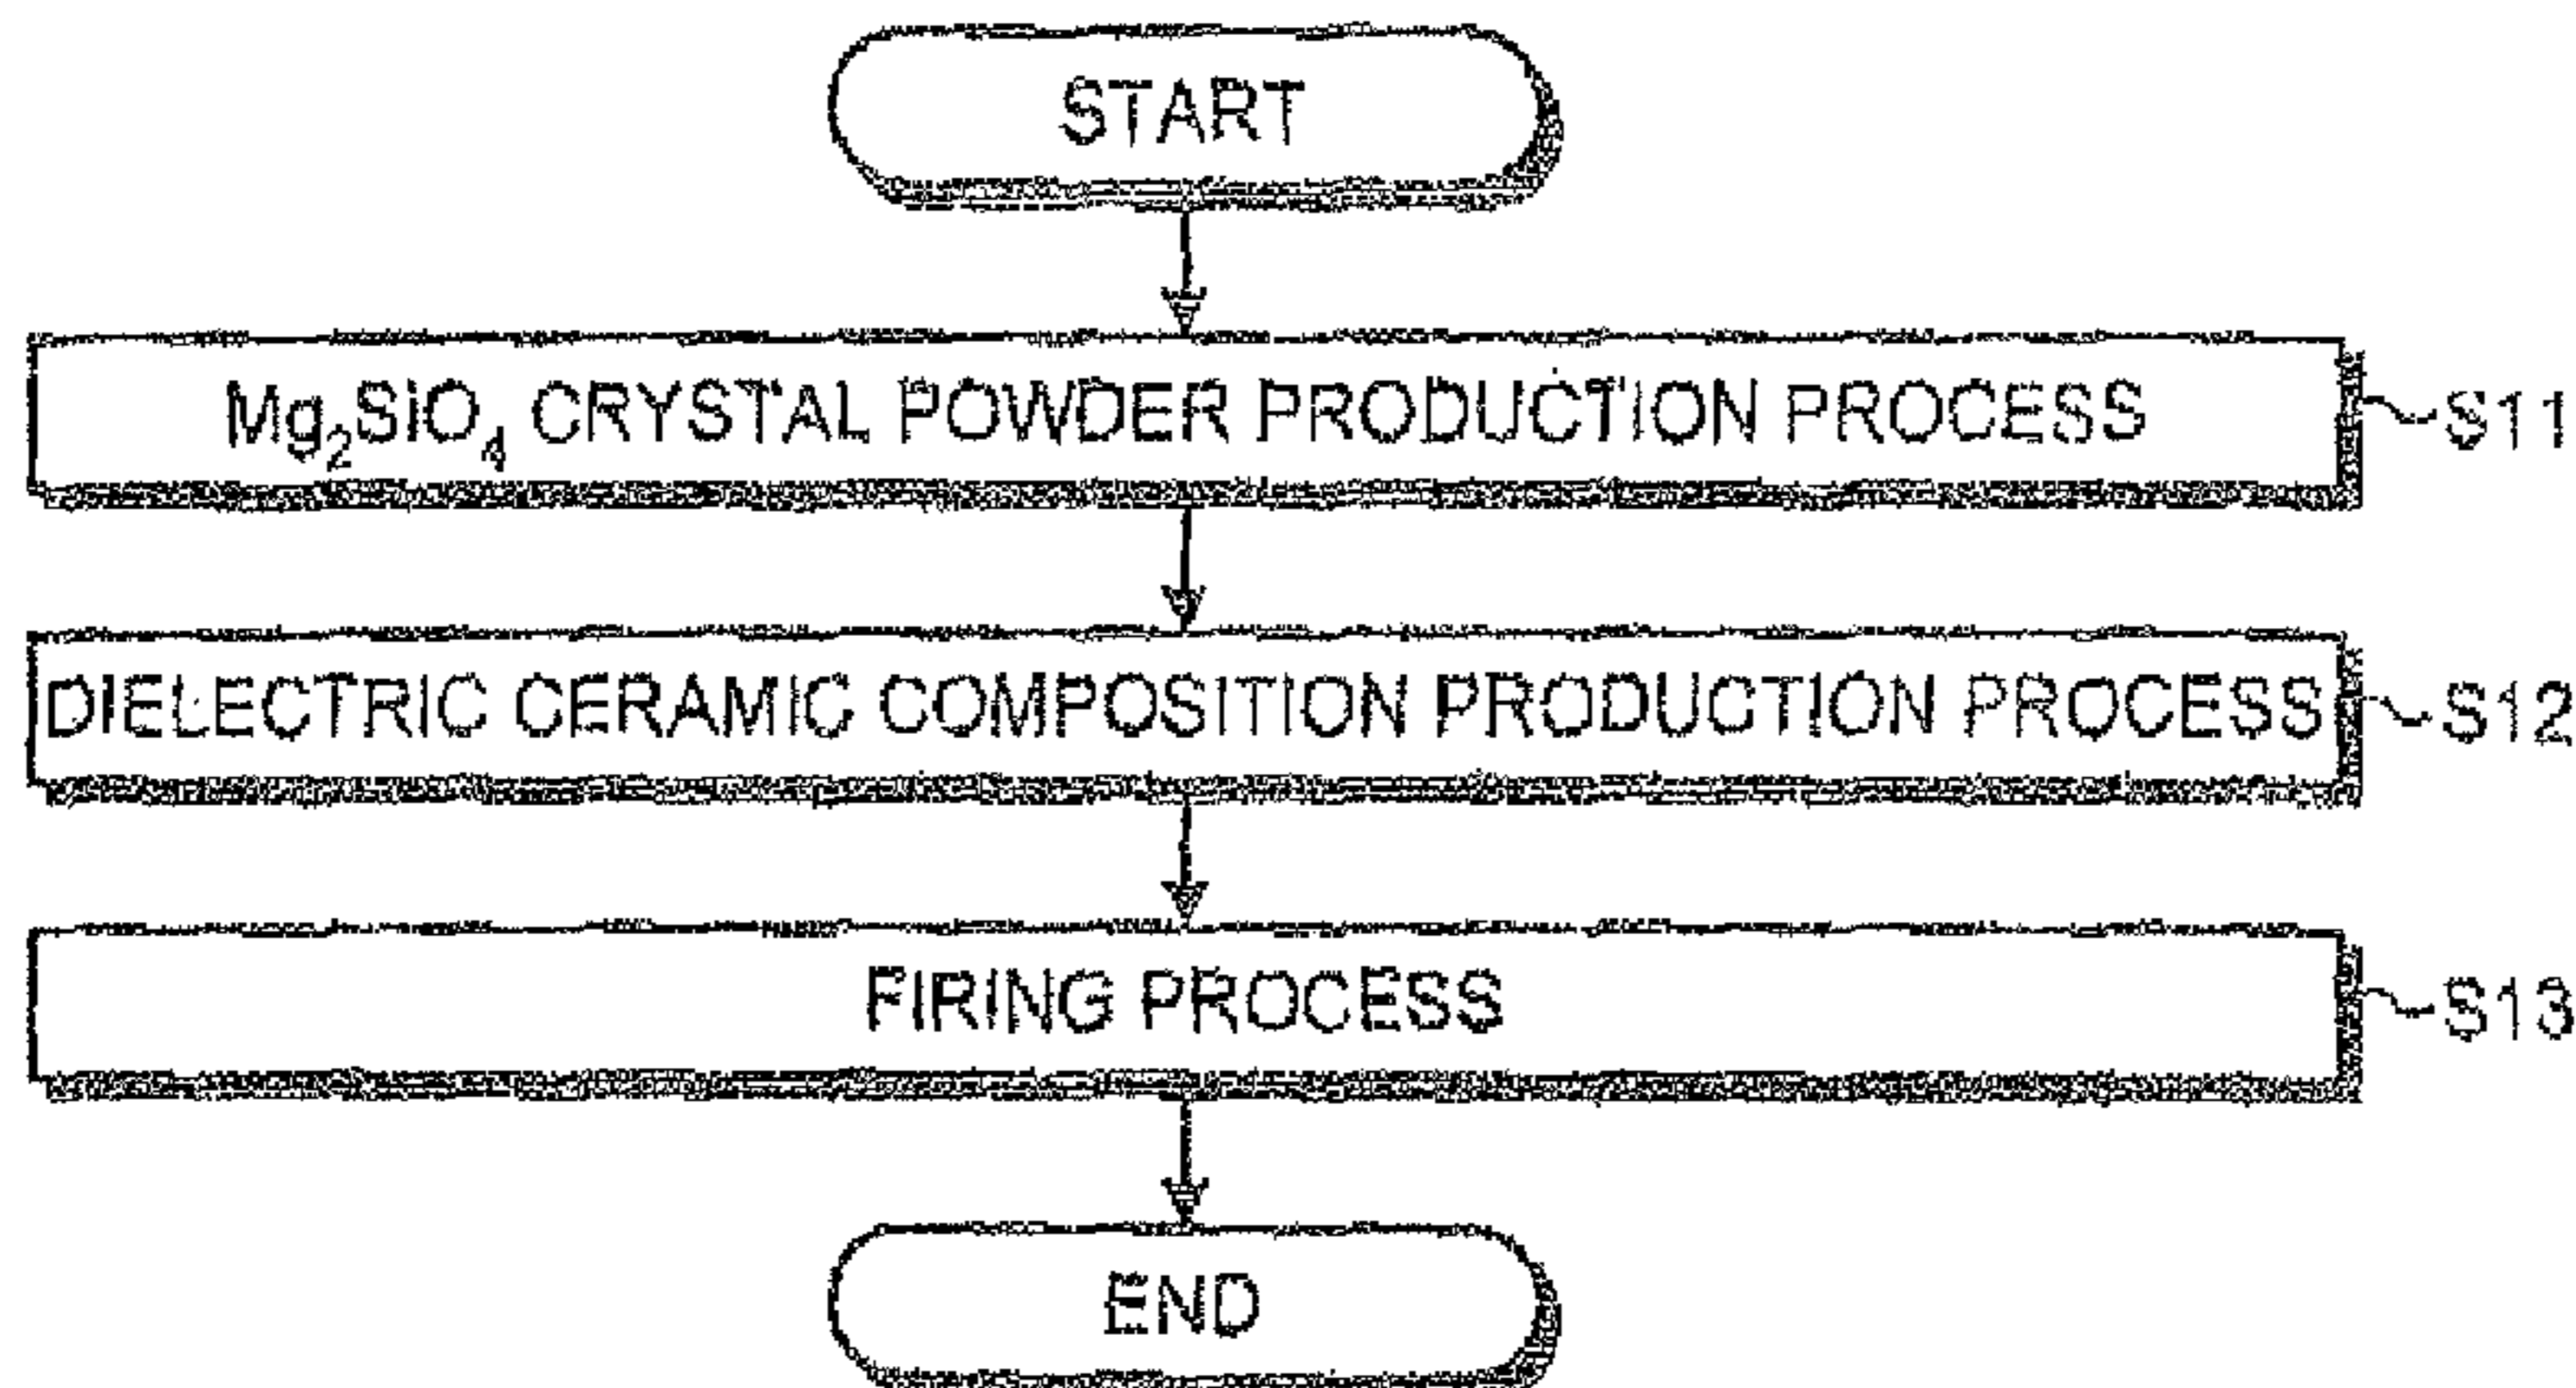 START
Mg₂SiO₄ CRYSTAL POWDER PRODUCTION PROCESS
S11
DIELECTRIC CERAMIC COMPOSITION PRODUCTION PROCESS
S12
FIRING PROCESS
S13
END